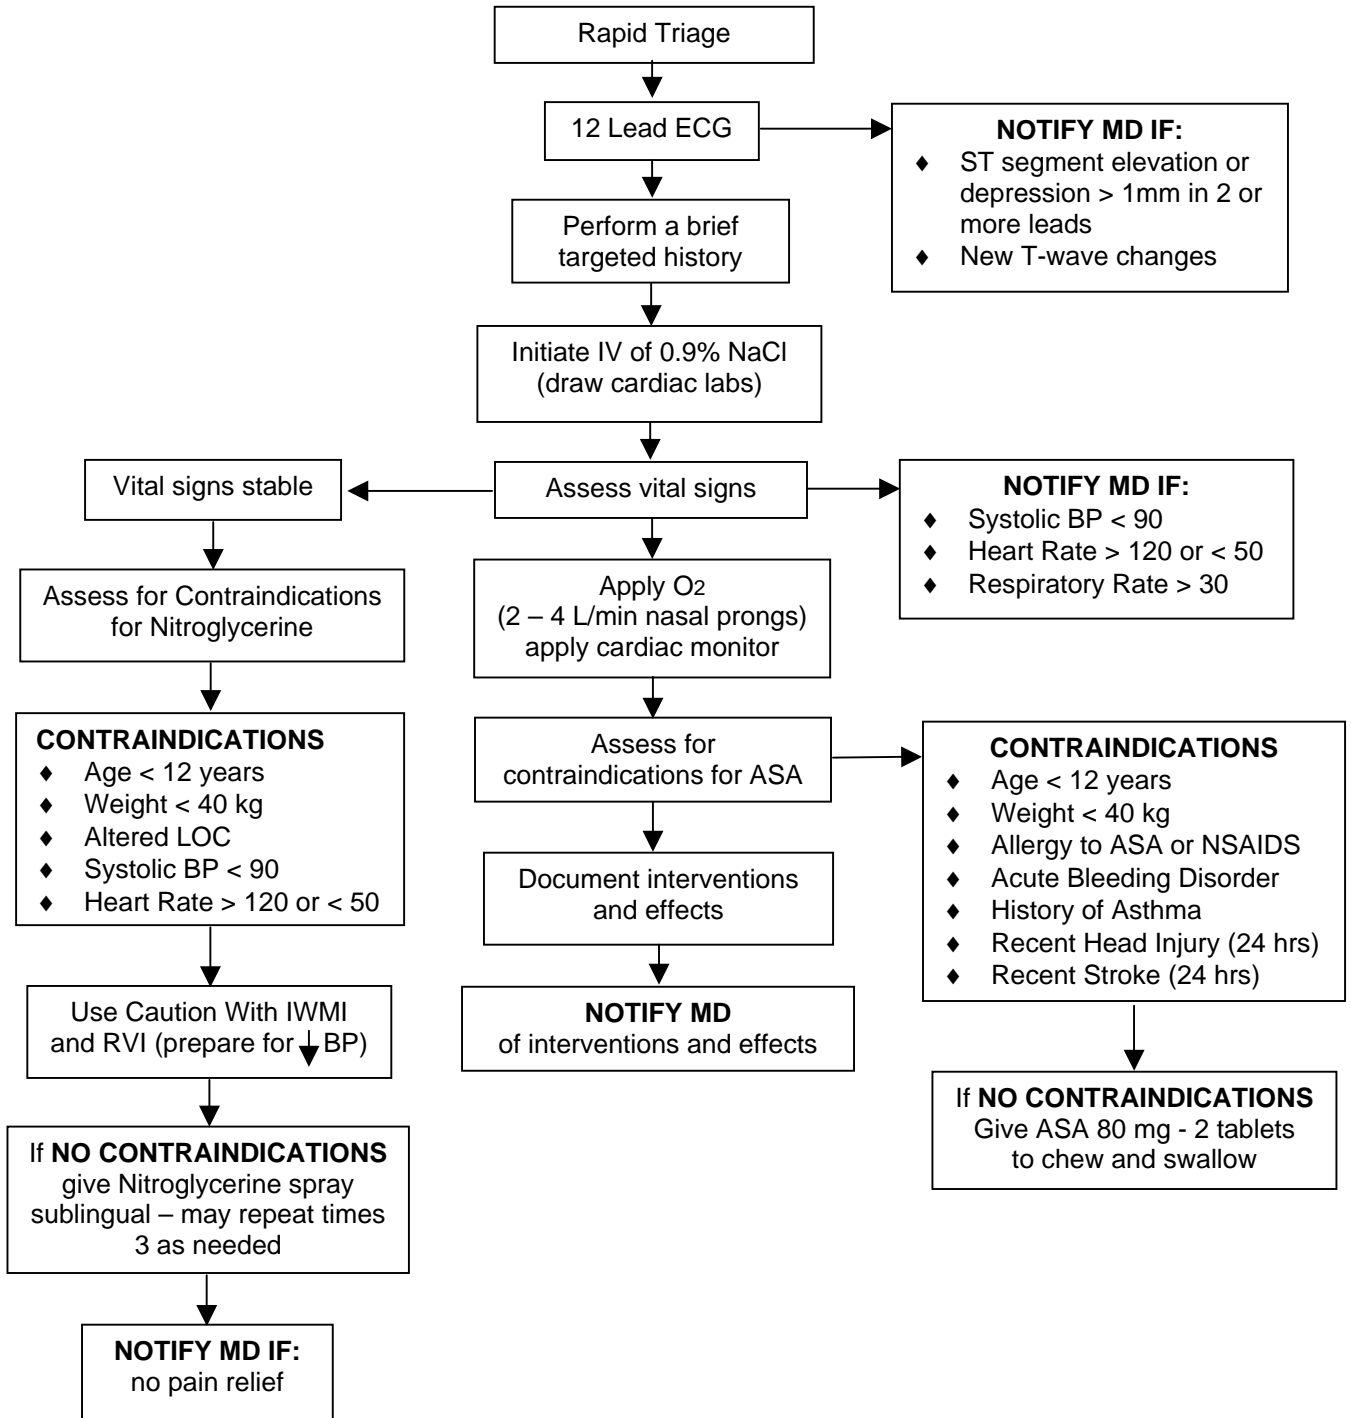 Rapid Triage
12 Lead ECG
NOTIFY MD IF:
♦ ST segment elevation or
depression > 1mm in 2 or
more leads
♦ New T-wave changes
Perform a brief
targeted history
Initiate IV of 0.9% NaCl
(draw cardiac labs)
Vital signs stable
Assess vital signs
NOTIFY MD IF:
♦ Systolic BP < 90
♦ Heart Rate > 120 or < 50
♦ Respiratory Rate > 30
Assess for Contraindications
for Nitroglycerine
Apply O2
(2 – 4 L/min nasal prongs)
apply cardiac monitor
CONTRAINDICATIONS
♦ Age < 12 years
♦ Weight < 40 kg
♦ Altered LOC
♦ Systolic BP < 90
♦ Heart Rate > 120 or < 50
Assess for
contraindications for ASA
CONTRAINDICATIONS
♦ Age < 12 years
♦ Weight < 40 kg
♦ Allergy to ASA or NSAIDS
♦ Acute Bleeding Disorder
♦ History of Asthma
♦ Recent Head Injury (24 hrs)
♦ Recent Stroke (24 hrs)
Document interventions
and effects
Use Caution With IWMI
and RVI (prepare for ↓ BP)
NOTIFY MD
of interventions and effects
If NO CONTRAINDICATIONS
Give ASA 80 mg - 2 tablets
to chew and swallow
If NO CONTRAINDICATIONS
give Nitroglycerine spray
sublingual – may repeat times
3 as needed
NOTIFY MD IF:
no pain relief